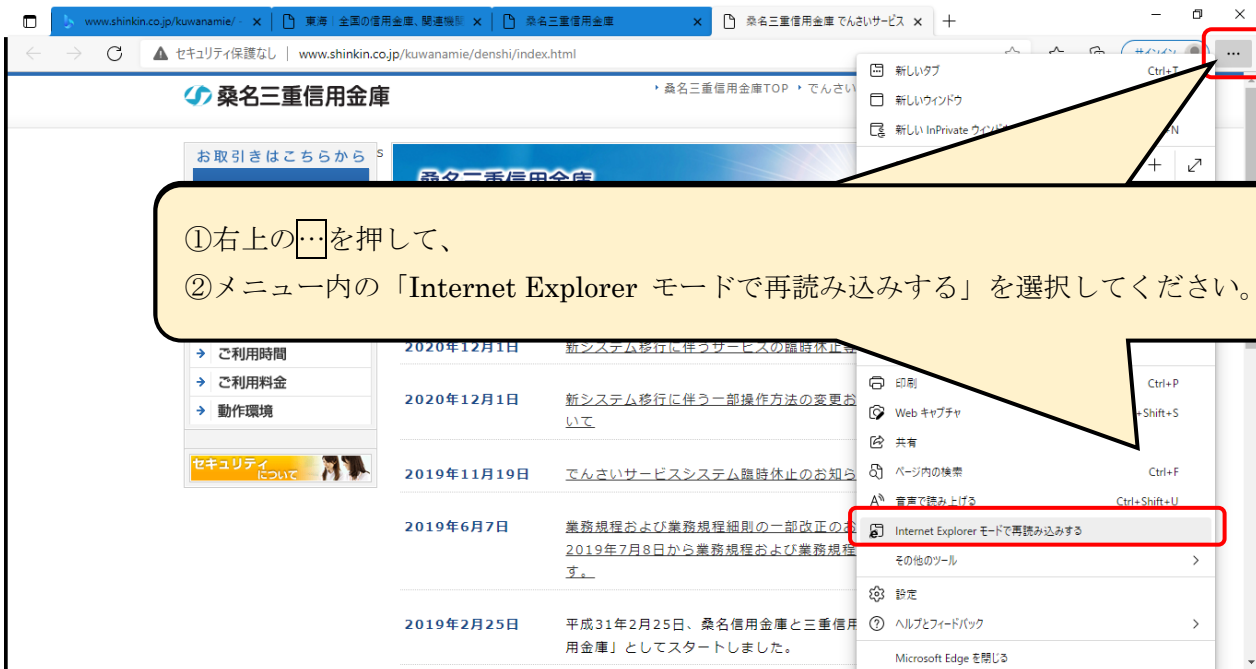 www.shinkin.co.jp/kuwanamie/ -
東海｜全国の信用金庫、関連機関
桑名三重信用金庫
桑名三重信用金庫 でんさいサービス
セキュリティ保護なし | www.shinkin.co.jp/kuwanamie/denshi/index.html
サインイン
桑名三重信用金庫
桑名三重信用金庫TOP
でんさい
お取引きはこちらから
s
桑名三重信用金庫
①右上の…を押して、
②メニュー内の「Internet Explorer モードで再読み込みする」を選択してください。
ご利用時間
ご利用料金
動作環境
セキュリティ
について
2020年12月1日 新システム移行に伴うサービスの臨時休止等
2020年12月1日 新システム移行に伴う一部操作方法の変更お
いて
2019年11月19日 でんさいサービスシステム臨時休止のお知ら
2019年6月7日 業務規程および業務規程細則の一部改正のお
2019年7月8日から業務規程および業務規程
す。
2019年2月25日 平成31年2月25日、桑名信用金庫と三重信用
用金庫」としてスタートしました。
新しいタブ Ctrl+T
新しいウィンドウ
新しい InPrivate ウィンドウ +N
印刷 Ctrl+P
Web キャプチャ +Shift+S
共有
ページ内の検索 Ctrl+F
音声で読み上げる Ctrl+Shift+U
Internet Explorer モードで再読み込みする
その他のツール
設定
ヘルプとフィードバック
Microsoft Edge を閉じる